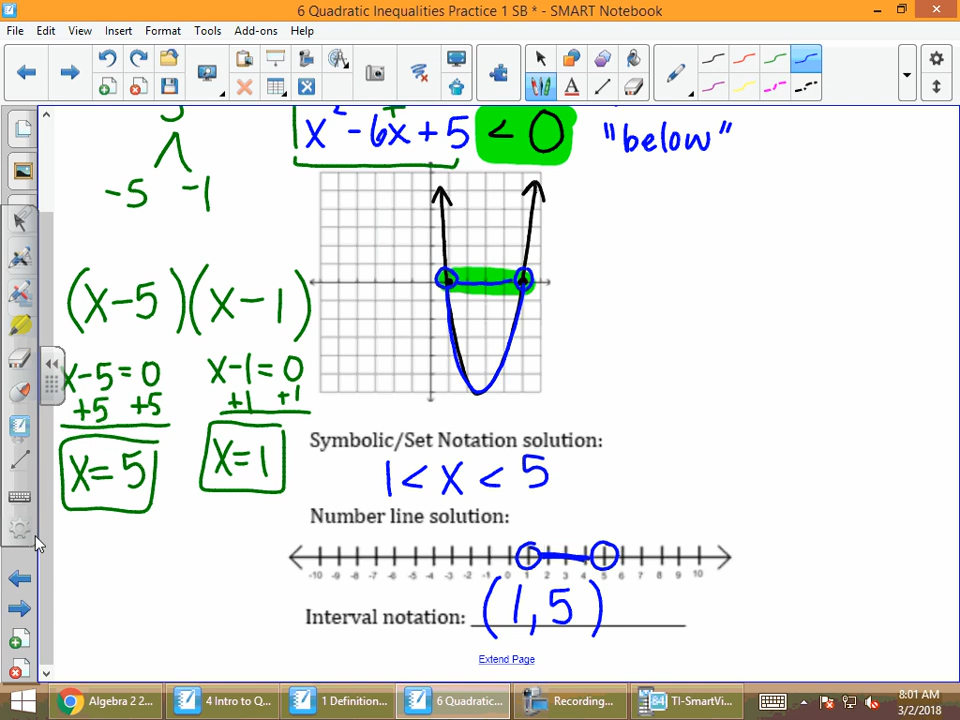 6 Quadratic Inequalities Practice 1 SB * - SMART Notebook
File Edit View Insert Format Tools Add-ons Help
x² - 6x + 5 < 0 "below"
-5 -1
(x-5)(x-1)
x-5=0 x-1=0
+5 +5 +1 +1
x=5 x=1
Symbolic/Set Notation solution:
1 < x < 5
Number line solution:
-10 -9 -8 -7 -6 -5 -4 -3 -2 -1 0 1 2 3 4 5 6 7 8 9 10
Interval notation: (1,5)
Extend Page
Algebra 2 2... 4 Intro to Q... 1 Definition... 6 Quadratic... Recording... TI-SmartVi...
8:01 AM
3/2/2018